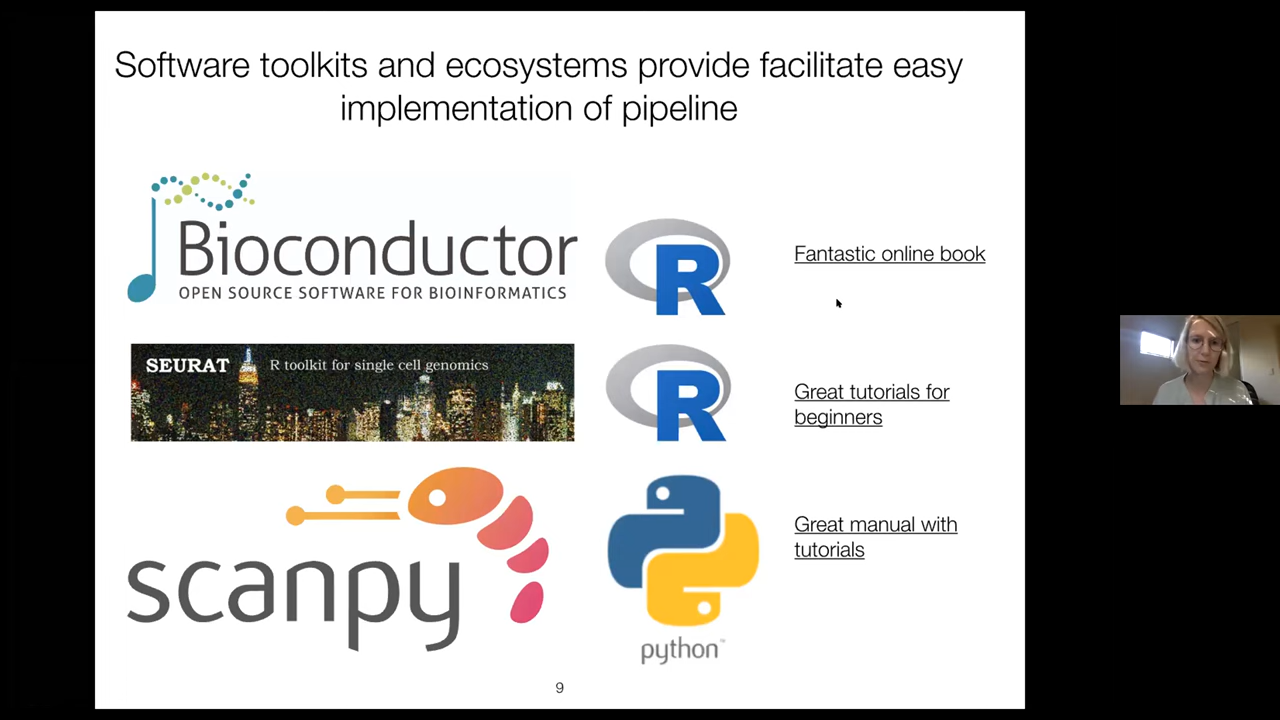 Software toolkits and ecosystems provide facilitate easy
implementation of pipeline
Bioconductor
OPEN SOURCE SOFTWARE FOR BIOINFORMATICS
R
Fantastic online book
SEURAT R toolkit for single cell genomics
R
Great tutorials for
beginners
scanpy
python™
Great manual with
tutorials
9